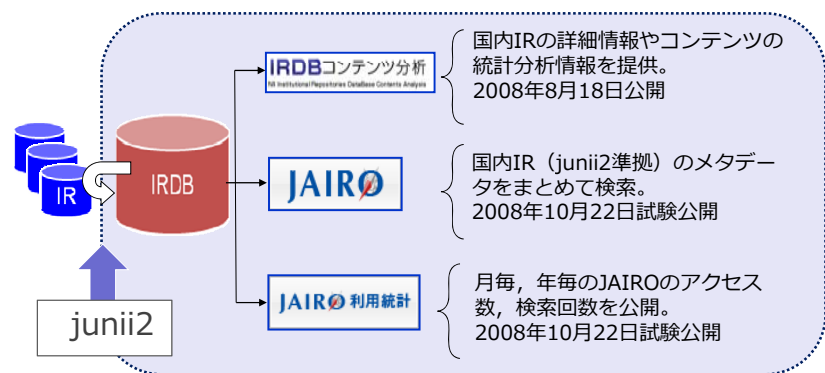 IR
IRDB
junii2
IRDBコンテンツ分析
NII Institutional Repositories DataBase Contents Analysis
国内IRの詳細情報やコンテンツの
統計分析情報を提供。
2008年8月18日公開
JAIRO
国内IR（junii2準拠）のメタデー
タをまとめて検索。
2008年10月22日試験公開
JAIRO 利用統計
月毎，年毎のJAIROのアクセス
数，検索回数を公開。
2008年10月22日試験公開